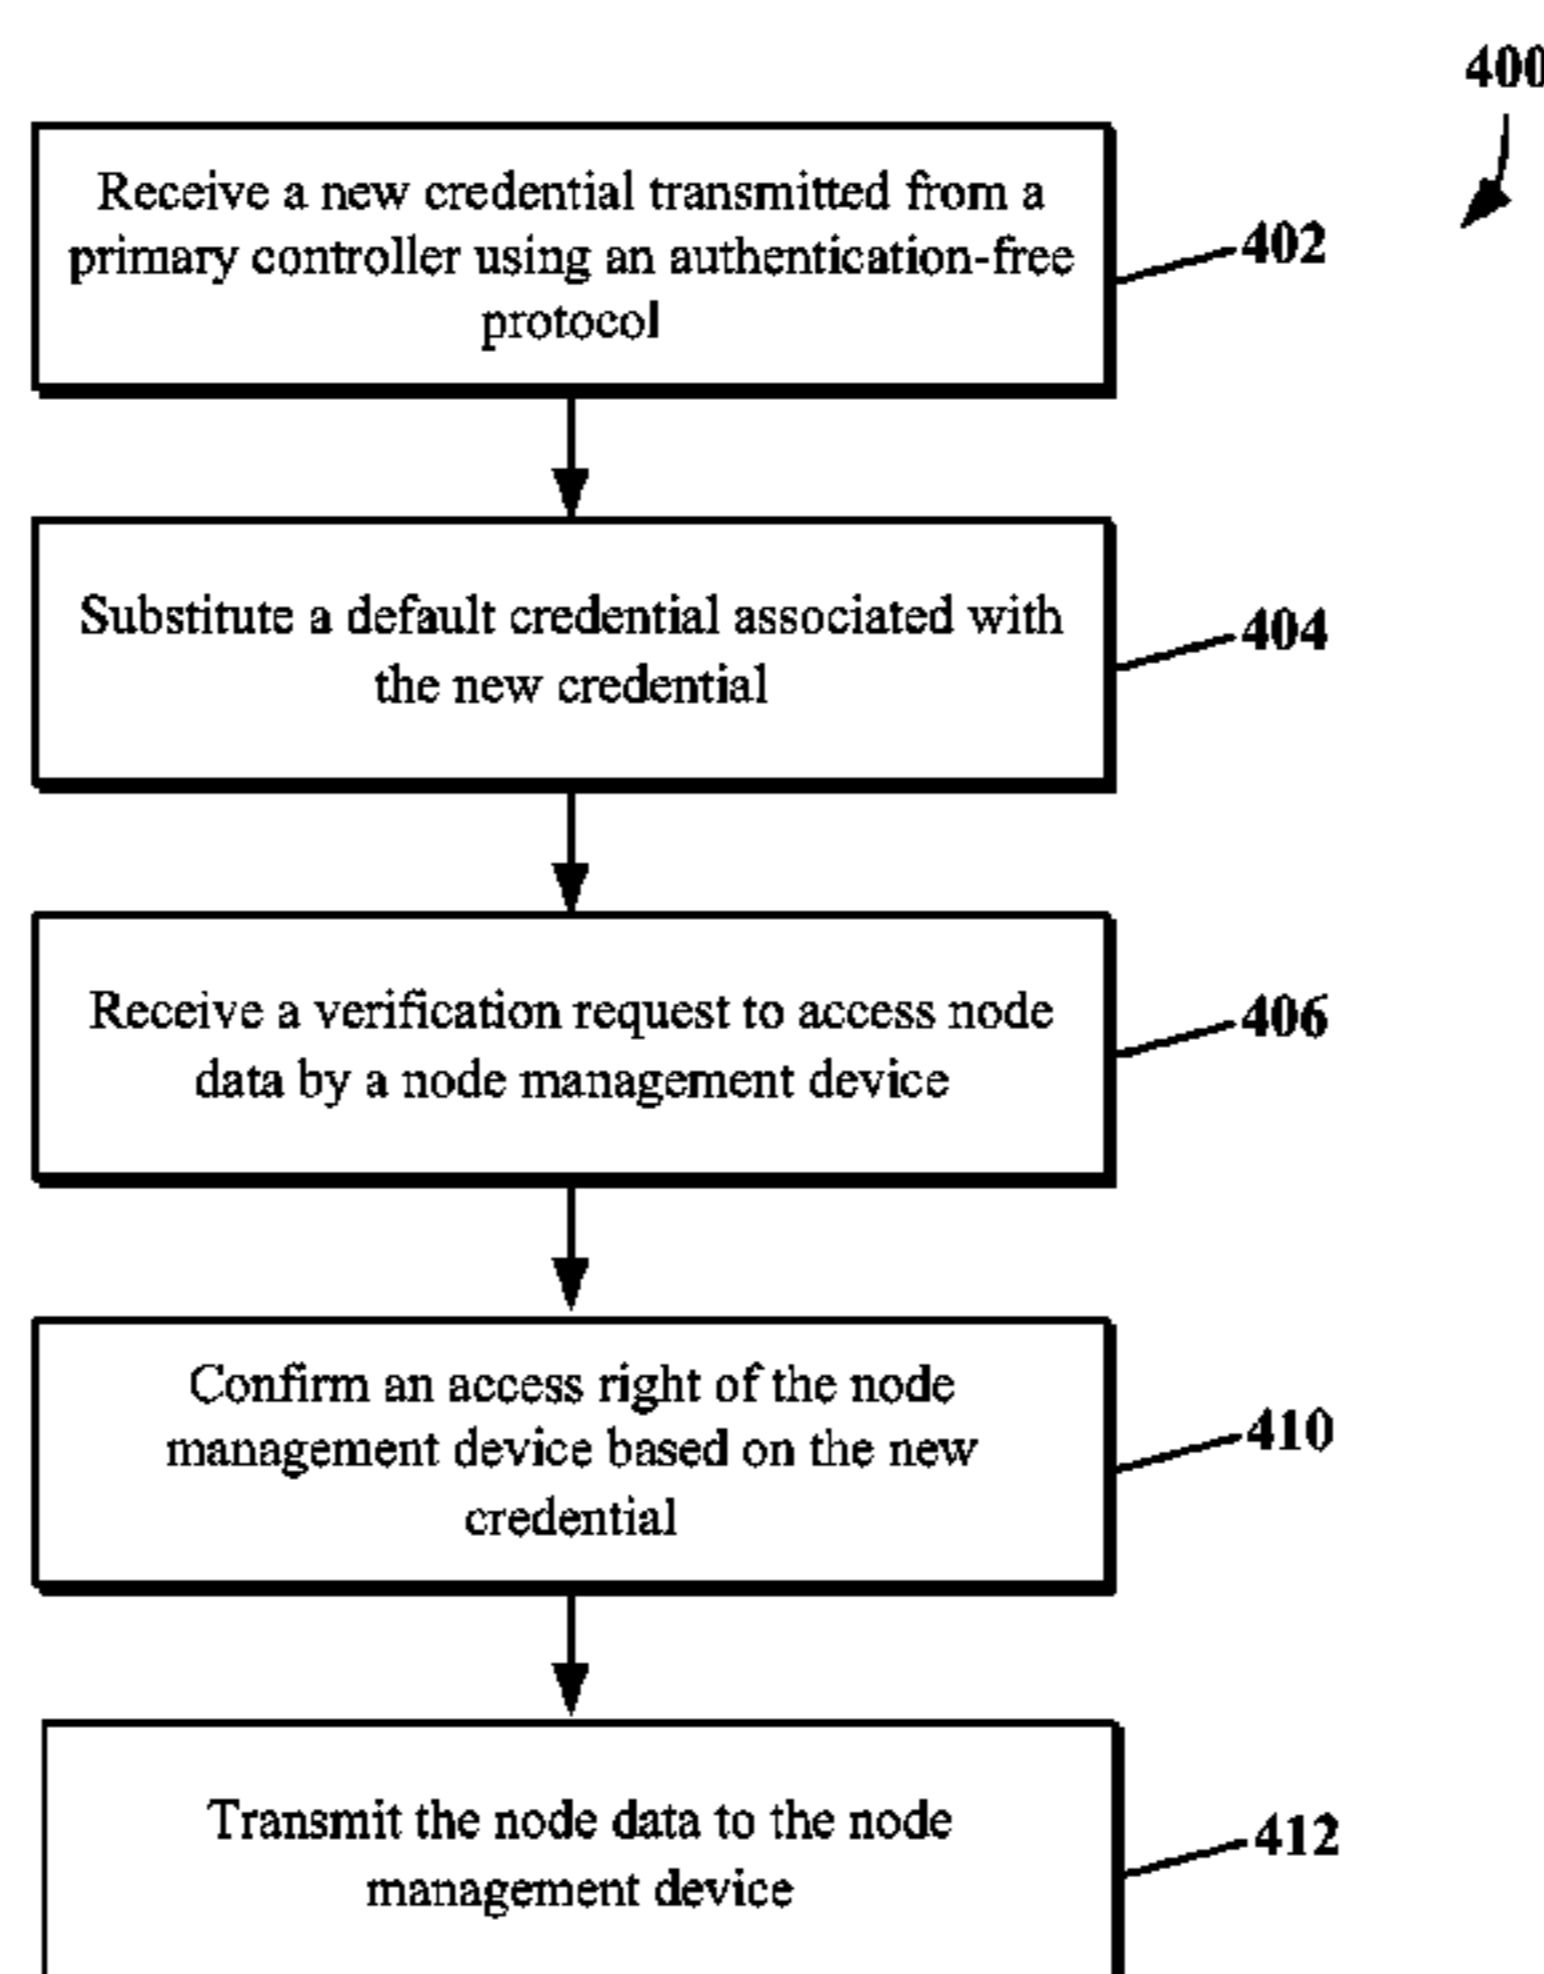 400
Receive a new credential transmitted from a
primary controller using an authentication-free
protocol
402
Substitute a default credential associated with
the new credential
404
Receive a verification request to access node
data by a node management device
406
Confirm an access right of the node
management device based on the new
credential
410
Transmit the node data to the node
management device
412